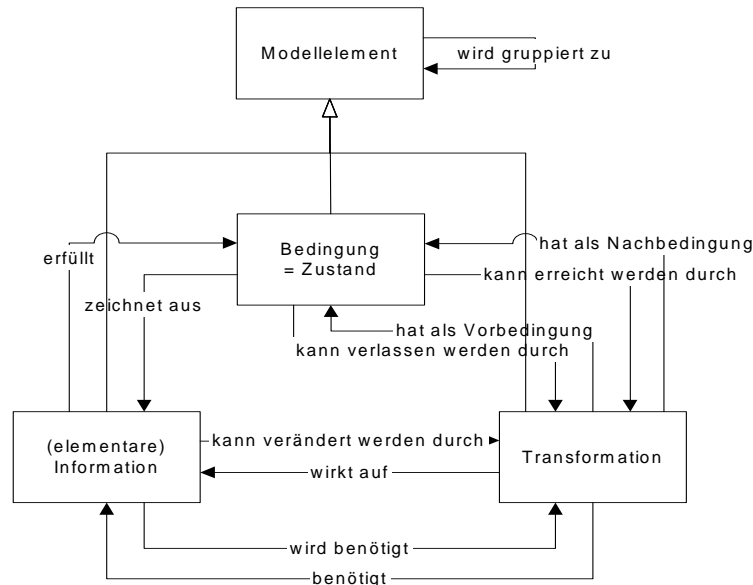 Modellelement
wird gruppiert zu
Bedingung
= Zustand
erfüllt
hat als Nachbedingung
kann erreicht werden durch
zeichnet aus
hat als Vorbedingung
kann verlassen werden durch
(elementare)
Information
kann verändert werden durch
Transformation
wirkt auf
wird benötigt
benötigt